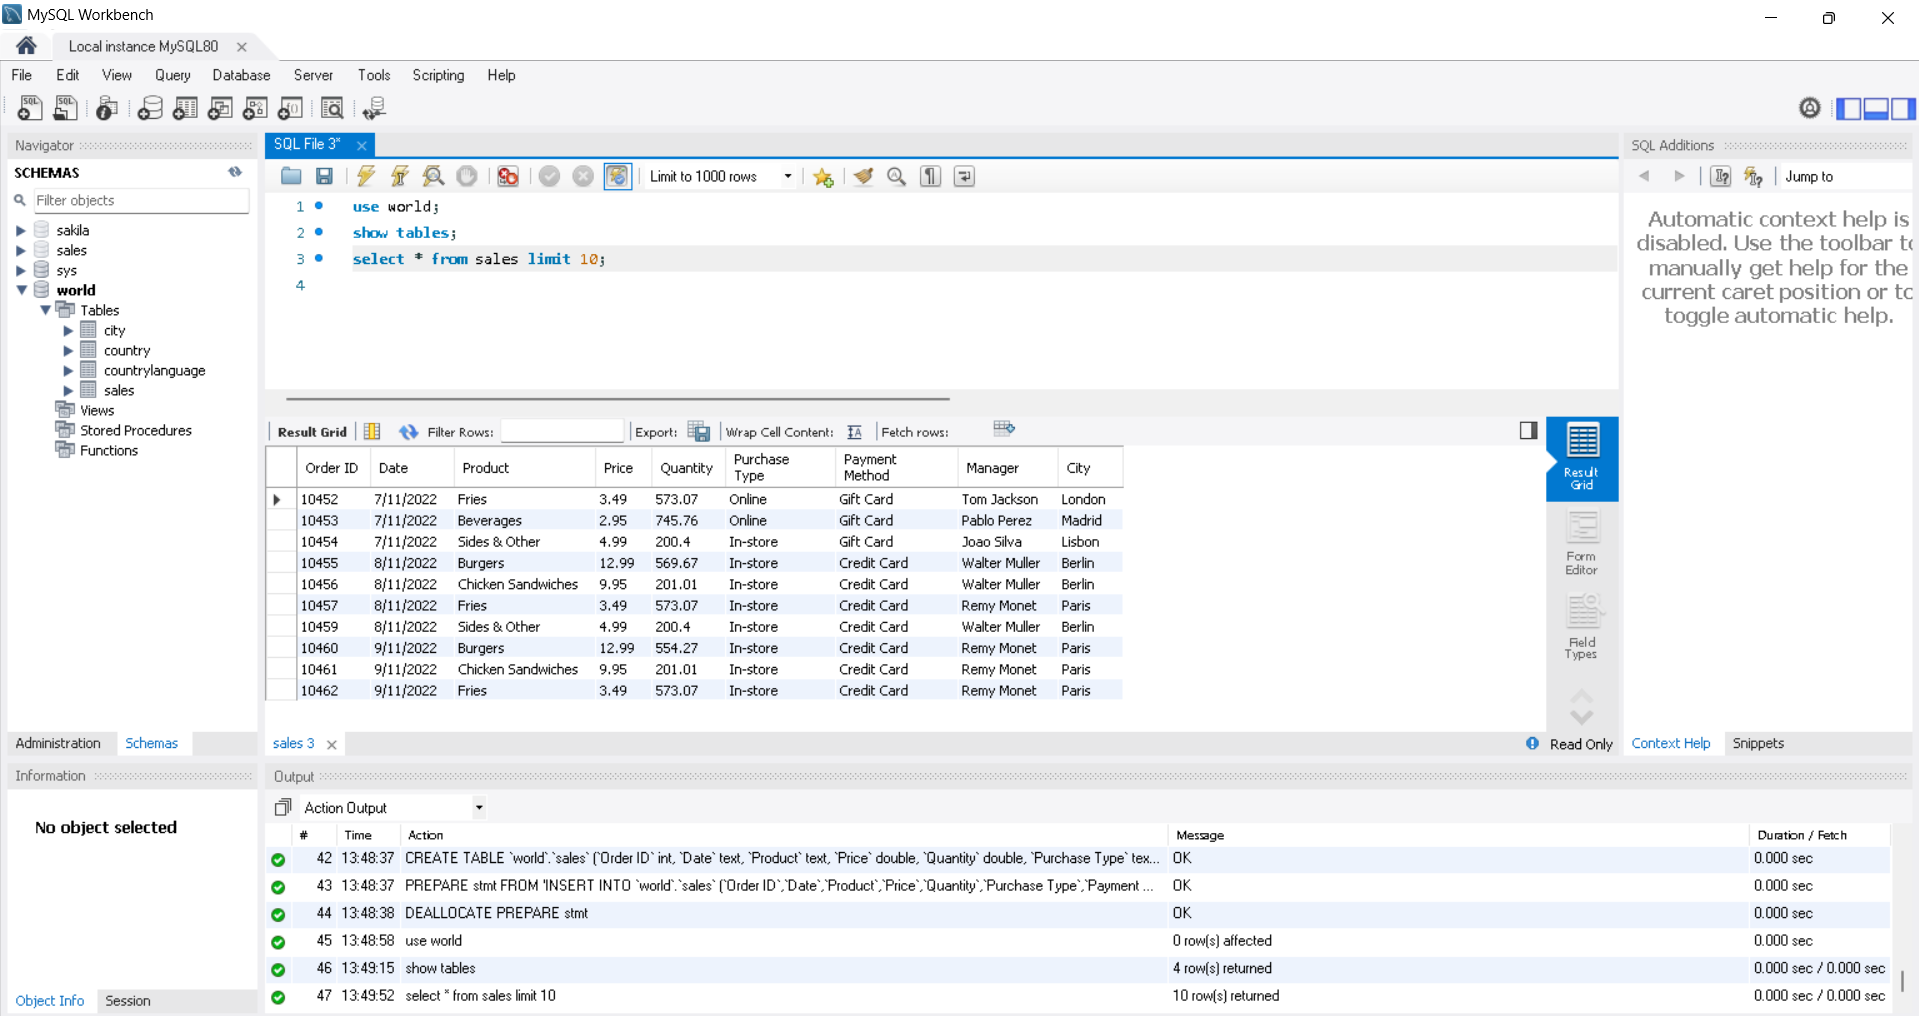 MySQL Workbench
Local instance MySQL80
File Edit View Query Database Server Tools Scripting Help
Navigator
SCHEMAS
Filter objects
sakila
sales
sys
world
Tables
city
country
countrylanguage
sales
Views
Stored Procedures
Functions
Administration Schemas
Information
No object selected
Object Info Session
SQL File 3*
Limit to 1000 rows
1 use world;
2 show tables;
3 select * from sales limit 10;
4
Result Grid Filter Rows: Export: Wrap Cell Content: Fetch rows:
Order ID Date Product Price Quantity Purchase Type Payment Method Manager City
10452 7/11/2022 Fries 3.49 573.07 Online Gift Card Tom Jackson London
10453 7/11/2022 Beverages 2.95 745.76 Online Gift Card Pablo Perez Madrid
10454 7/11/2022 Sides & Other 4.99 200.4 In-store Gift Card Joao Silva Lisbon
10455 8/11/2022 Burgers 12.99 569.67 In-store Credit Card Walter Muller Berlin
10456 8/11/2022 Chicken Sandwiches 9.95 201.01 In-store Credit Card Walter Muller Berlin
10457 8/11/2022 Fries 3.49 573.07 In-store Credit Card Remy Monet Paris
10459 8/11/2022 Sides & Other 4.99 200.4 In-store Credit Card Walter Muller Berlin
10460 9/11/2022 Burgers 12.99 554.27 In-store Credit Card Remy Monet Paris
10461 9/11/2022 Chicken Sandwiches 9.95 201.01 In-store Credit Card Remy Monet Paris
10462 9/11/2022 Fries 3.49 573.07 In-store Credit Card Remy Monet Paris
Result
Grid
Form
Editor
Field
Types
sales 3
Read Only
SQL Additions
Jump to
Automatic context help is
disabled. Use the toolbar to
manually get help for the
current caret position or to
toggle automatic help.
Context Help Snippets
Output
Action Output
# Time Action Message Duration / Fetch
42 13:48:37 CREATE TABLE `world`.`sales` (`Order ID` int, `Date` text, `Product` text, `Price` double, `Quantity` double, `Purchase Type` tex... OK 0.000 sec
43 13:48:37 PREPARE stmt FROM 'INSERT INTO `world`.`sales` (`Order ID`,`Date`,`Product`,`Price`,`Quantity`,`Purchase Type`,`Payment ... OK 0.000 sec
44 13:48:38 DEALLOCATE PREPARE stmt OK 0.000 sec
45 13:48:58 use world 0 row(s) affected 0.000 sec
46 13:49:15 show tables 4 row(s) returned 0.000 sec / 0.000 sec
47 13:49:52 select * from sales limit 10 10 row(s) returned 0.000 sec / 0.000 sec